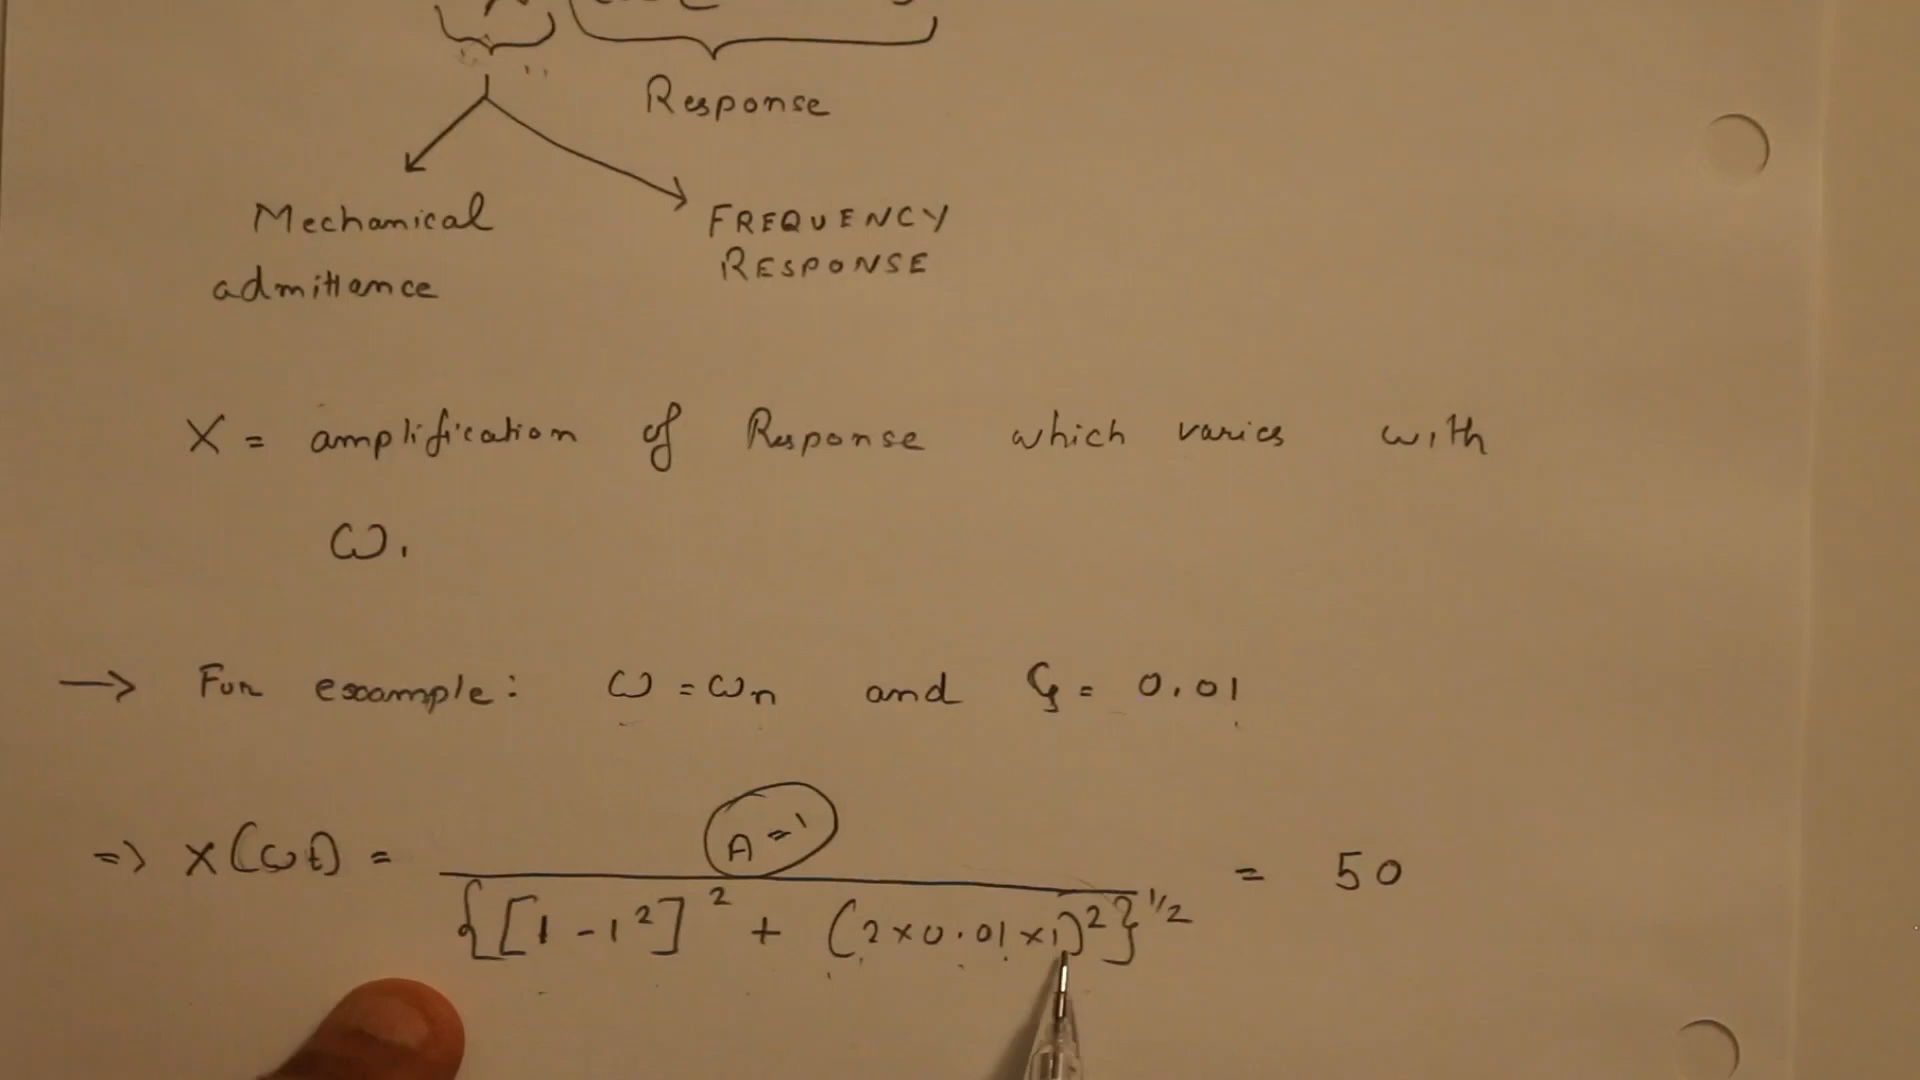 Response
Mechanical
admittance
FREQUENCY
RESPONSE
X = amplification of Response which varies with
ω.
→ For example: ω = ωn and ζ = 0.01
=> X(ωt) = A=1 / {[1-1²]² + (2×0.01×1)²}^1/2 = 50